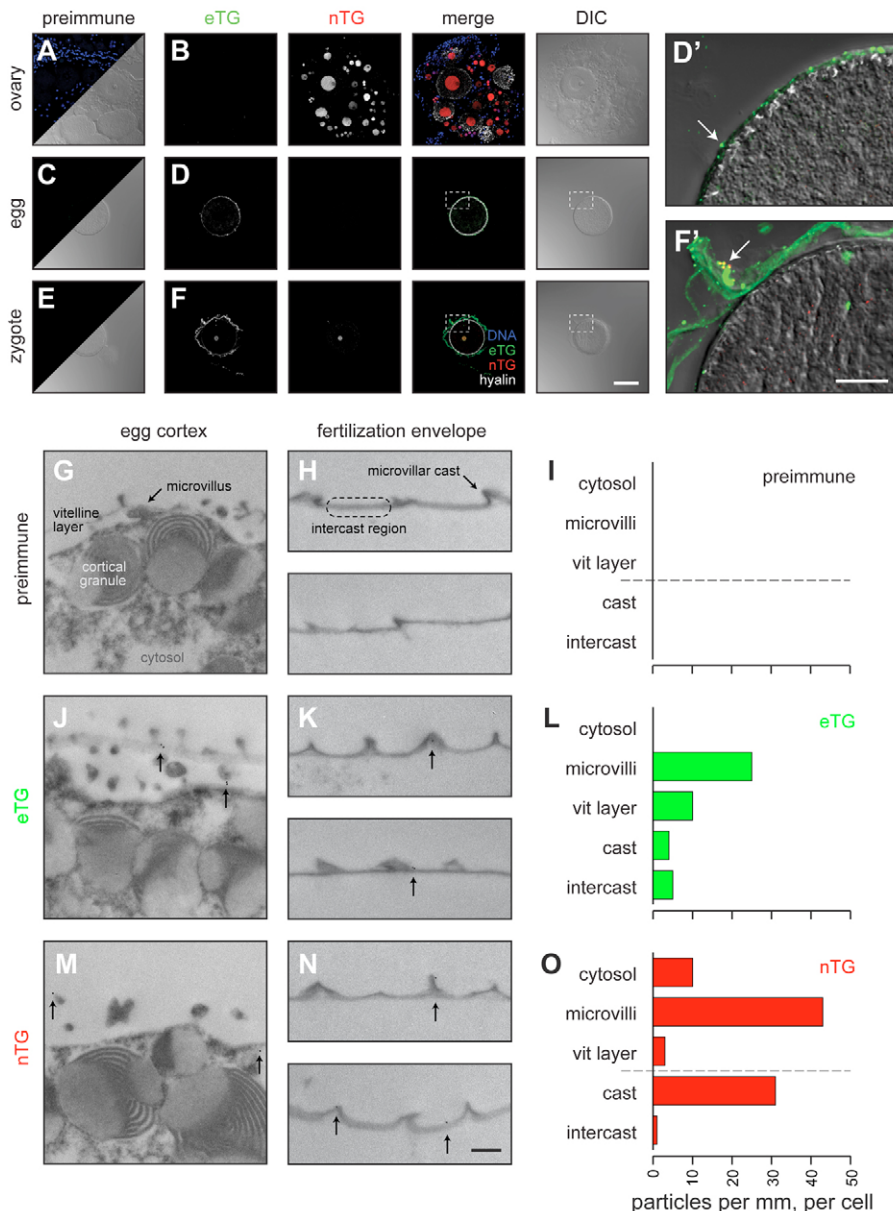 preimmune eTG nTG merge DIC
ovary
A B D'
egg
C D
zygote
E F F'
DNA
eTG
nTG
hyalin
egg cortex fertilization envelope
preimmune
G H I
microvillus
vitelline
layer
cortical
granule
cytosol
microvillar cast
intercast region
preimmune
cytosol
microvilli
vit layer
cast
intercast
eTG
J K L
eTG
cytosol
microvilli
vit layer
cast
intercast
nTG
M N O
nTG
cytosol
microvilli
vit layer
cast
intercast
0 10 20 30 40 50
particles per mm, per cell